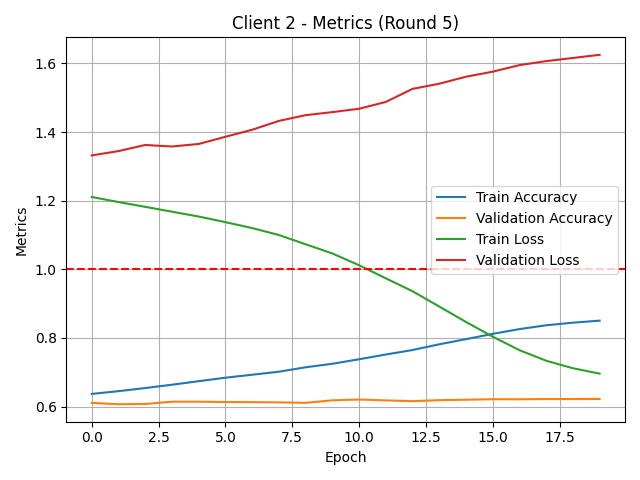 Client 2 - Metrics (Round 5)
Metrics
1.6
1.4
1.2
1.0
0.8
0.6
Train Accuracy
Validation Accuracy
Train Loss
Validation Loss
0.0 2.5 5.0 7.5 10.0 12.5 15.0 17.5
Epoch